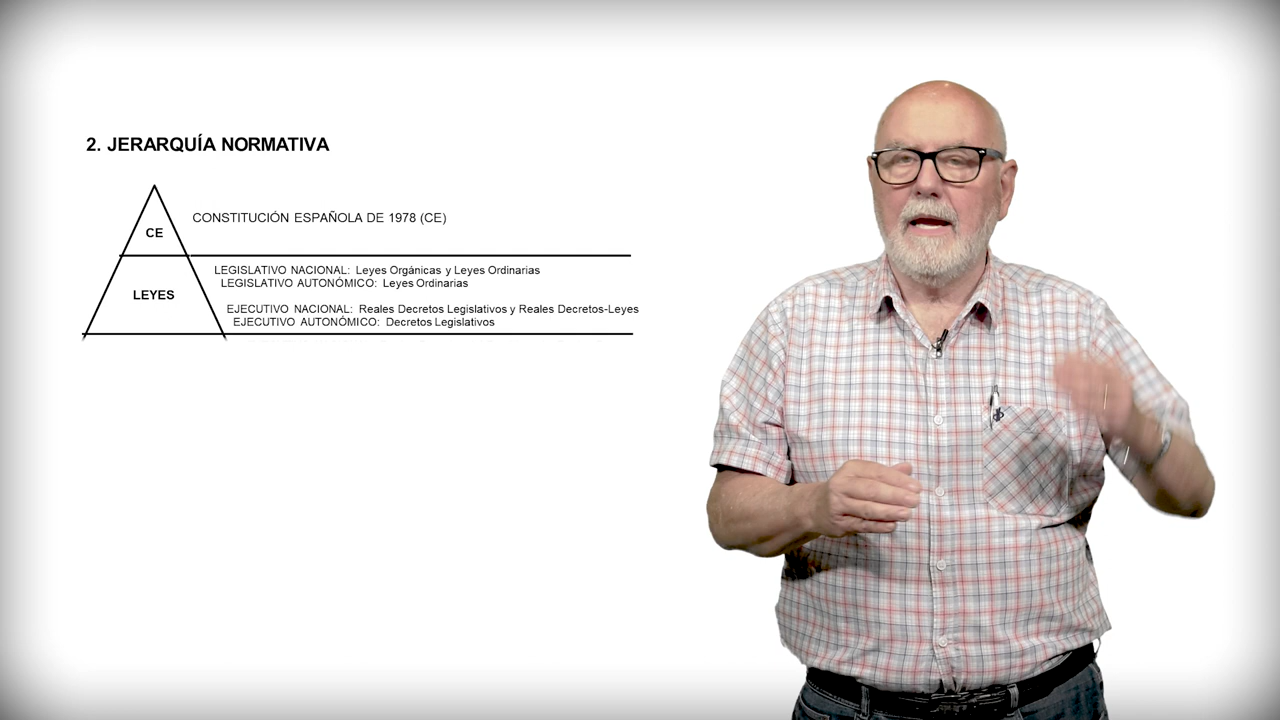 2. JERARQUÍA NORMATIVA
CE
CONSTITUCIÓN ESPAÑOLA DE 1978 (CE)
LEYES
LEGISLATIVO NACIONAL: Leyes Orgánicas y Leyes Ordinarias
LEGISLATIVO AUTONÓMICO: Leyes Ordinarias
EJECUTIVO NACIONAL: Reales Decretos Legislativos y Reales Decretos-Leyes
EJECUTIVO AUTONÓMICO: Decretos Legislativos